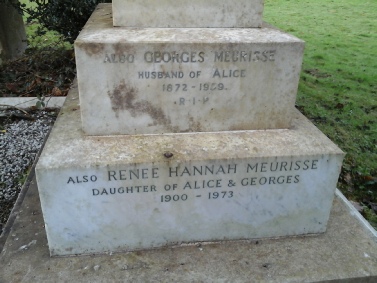 ALSO GEORGES MEURISSE
HUSBAND OF ALICE
1872 - 1959.
R·I·P
ALSO RENEE HANNAH MEURISSE
DAUGHTER OF ALICE & GEORGES
1900 - 1973